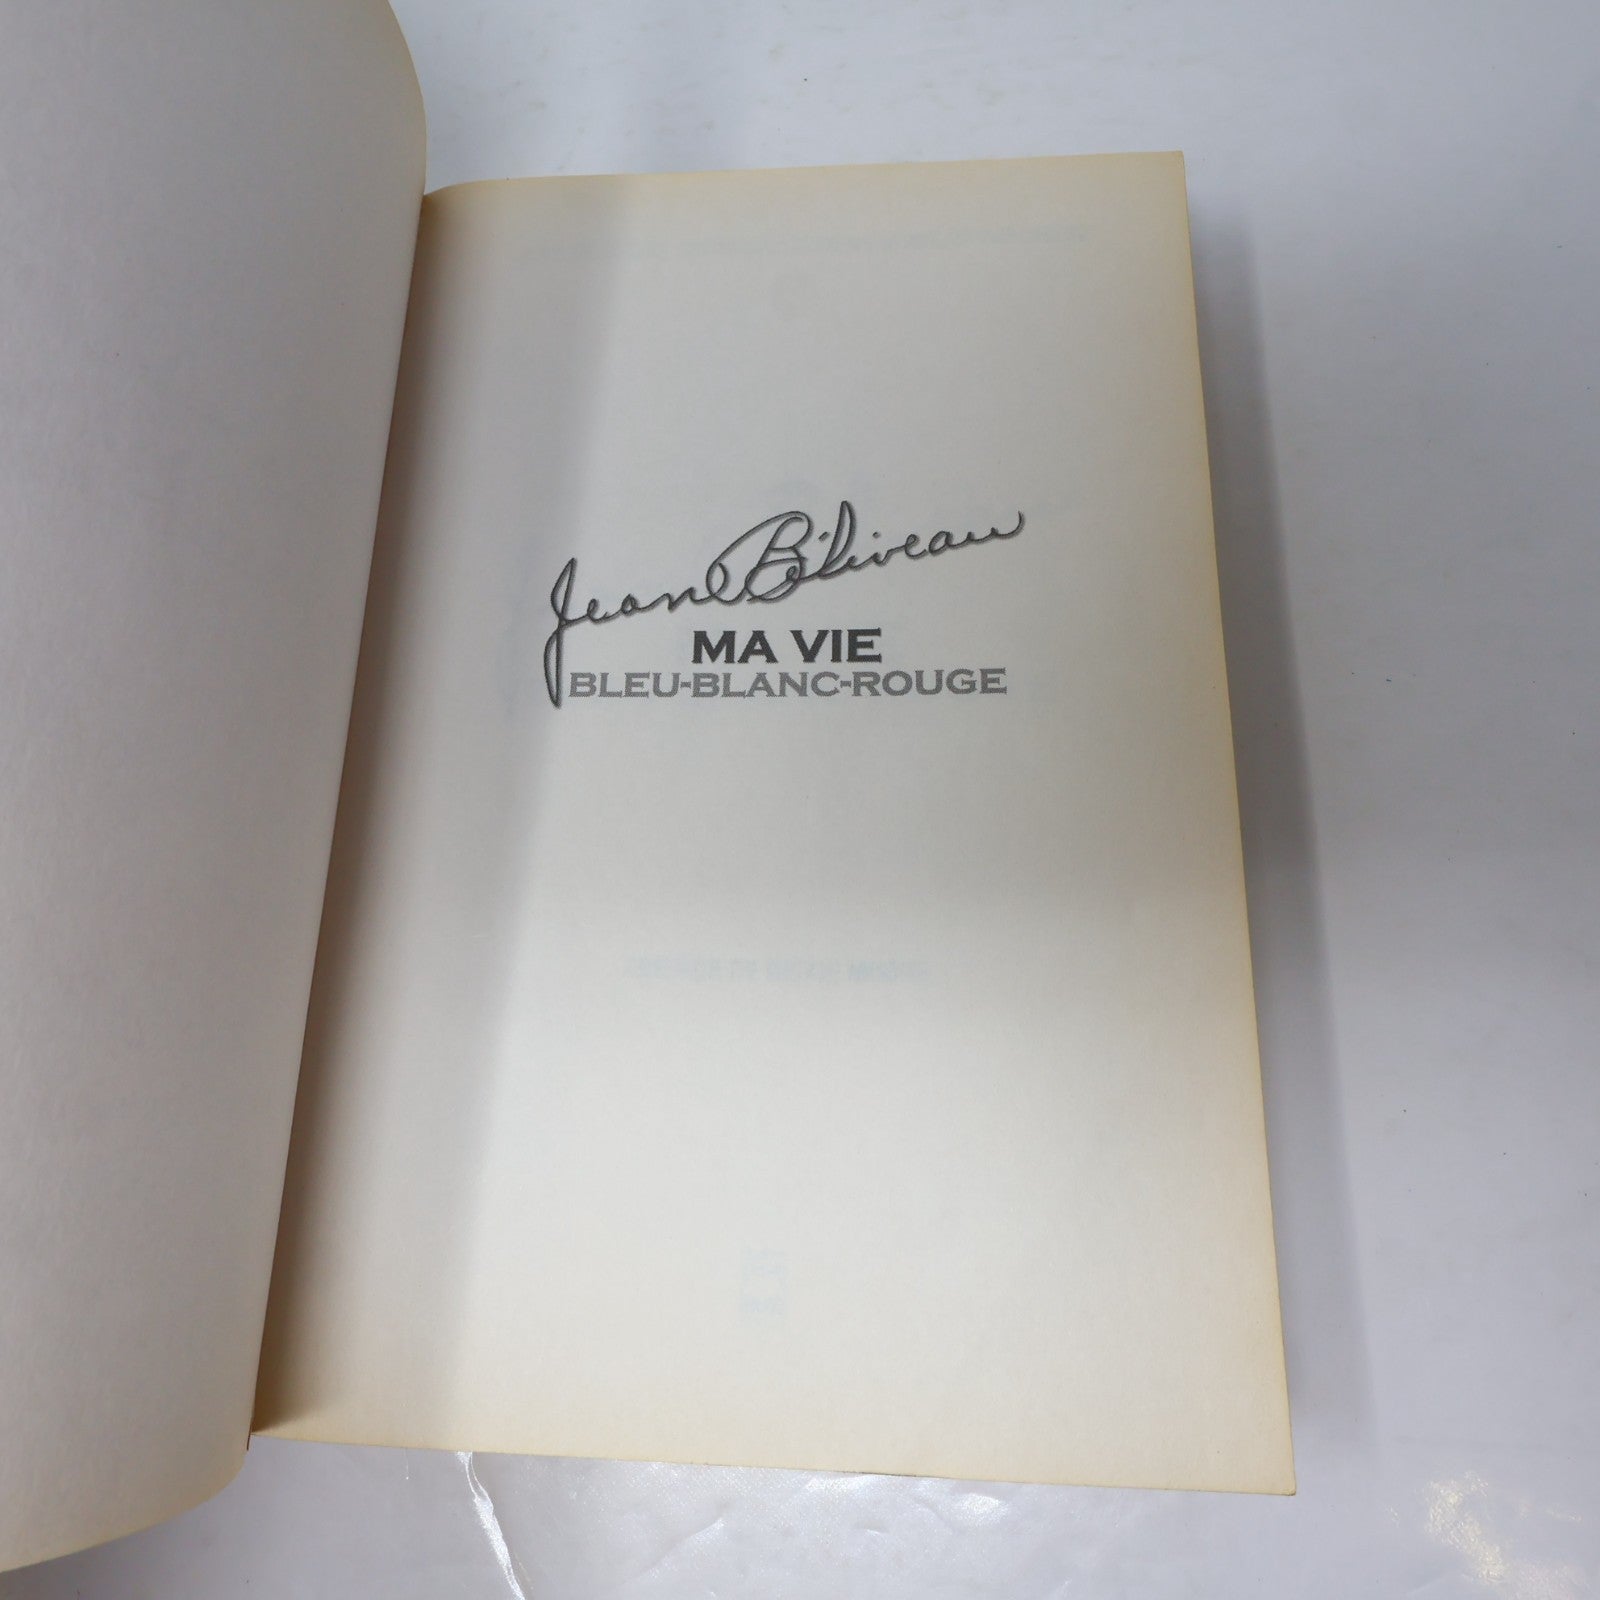 Jean Béliveau
MA VIE
BLEU-BLANC-ROUGE